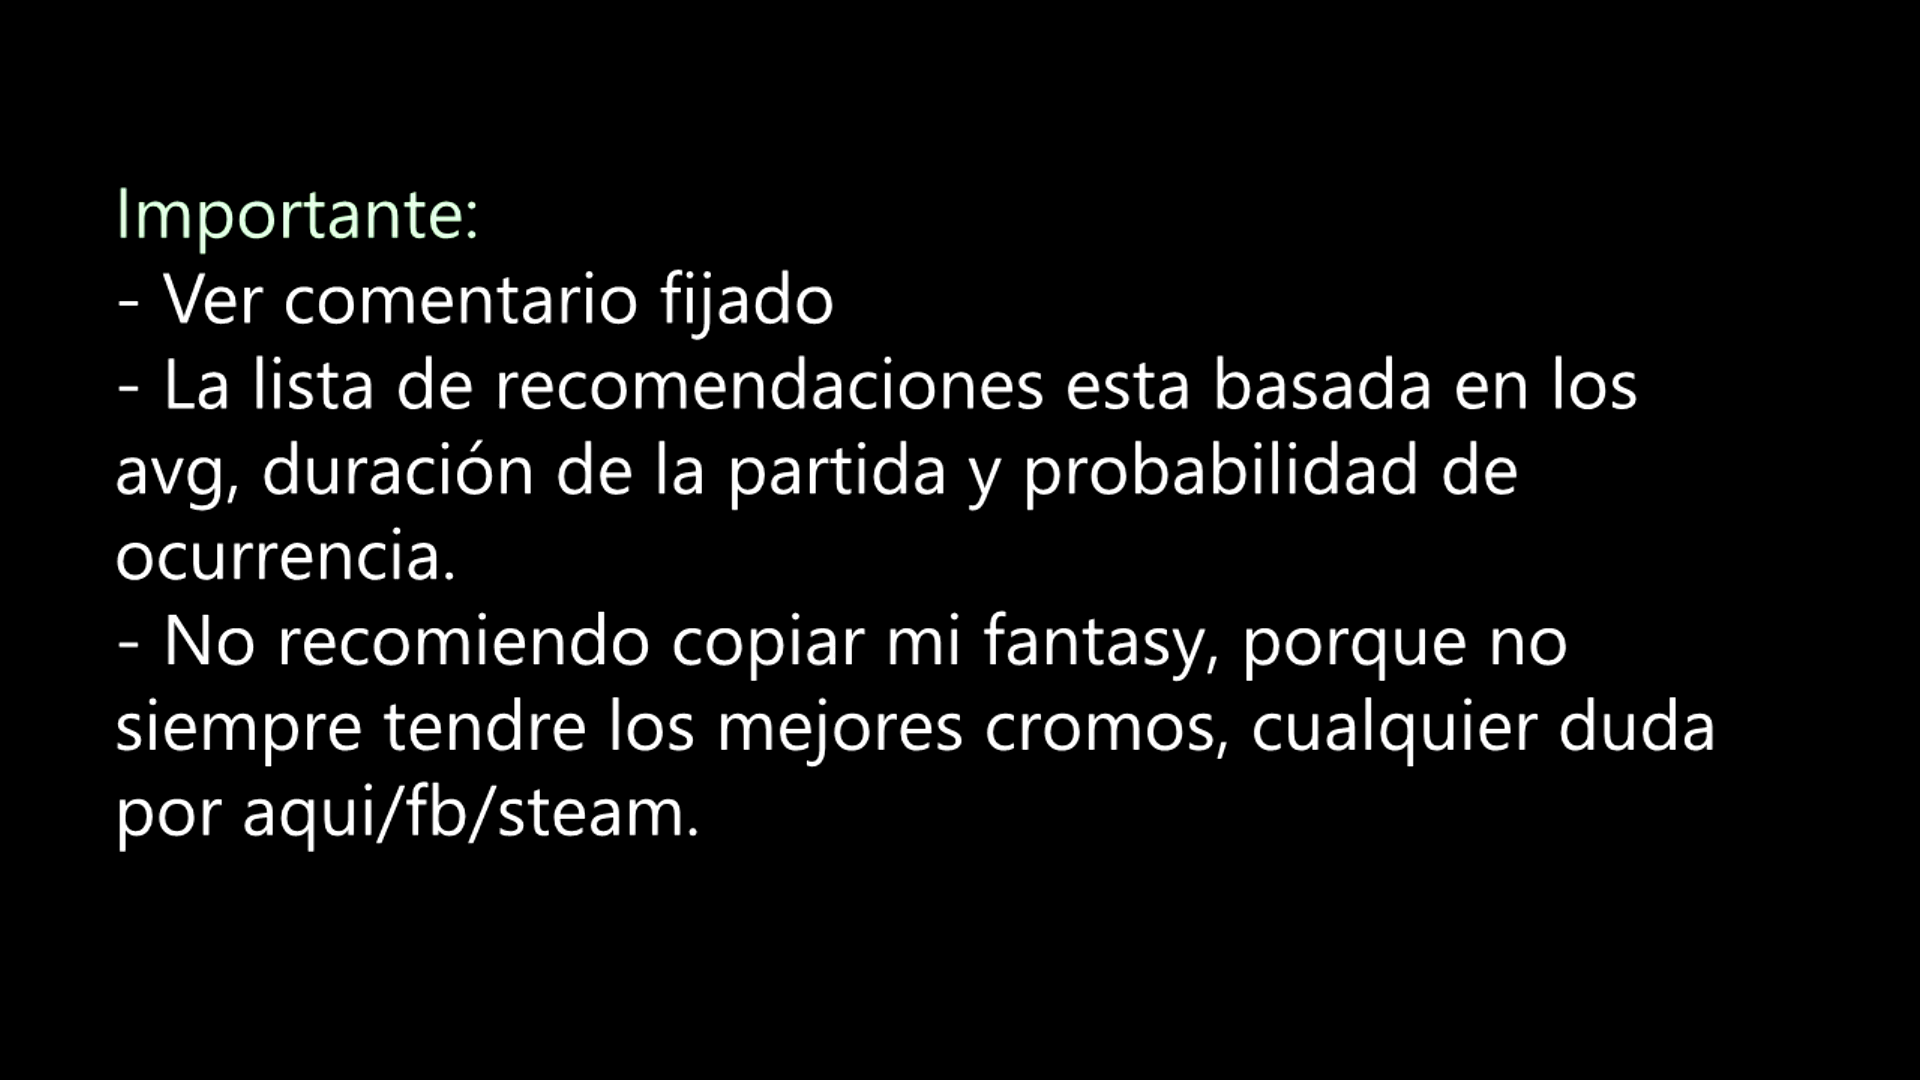 Importante:
- Ver comentario fijado
- La lista de recomendaciones esta basada en los
avg, duración de la partida y probabilidad de
ocurrencia.
- No recomiendo copiar mi fantasy, porque no
siempre tendre los mejores cromos, cualquier duda
por aqui/fb/steam.